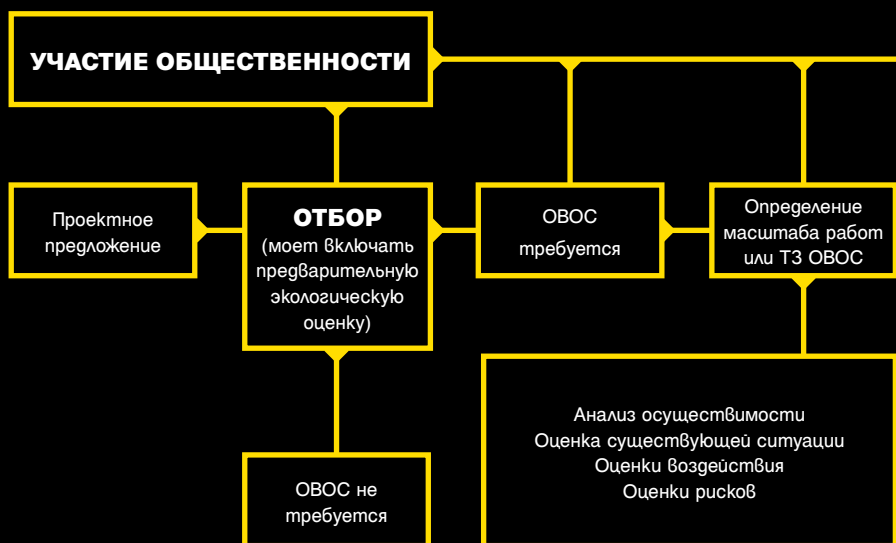 УЧАСТИЕ ОБЩЕСТВЕННОСТИ
Проектное
предложение
ОТБОР
(моет включать
предварительную
экологическую
оценку)
ОВОС
требуется
Определение
масштаба работ
или ТЗ ОВОС
ОВОС не
требуется
Анализ осуществимости
Оценка существующей ситуации
Оценки воздействия
Оценки рисков